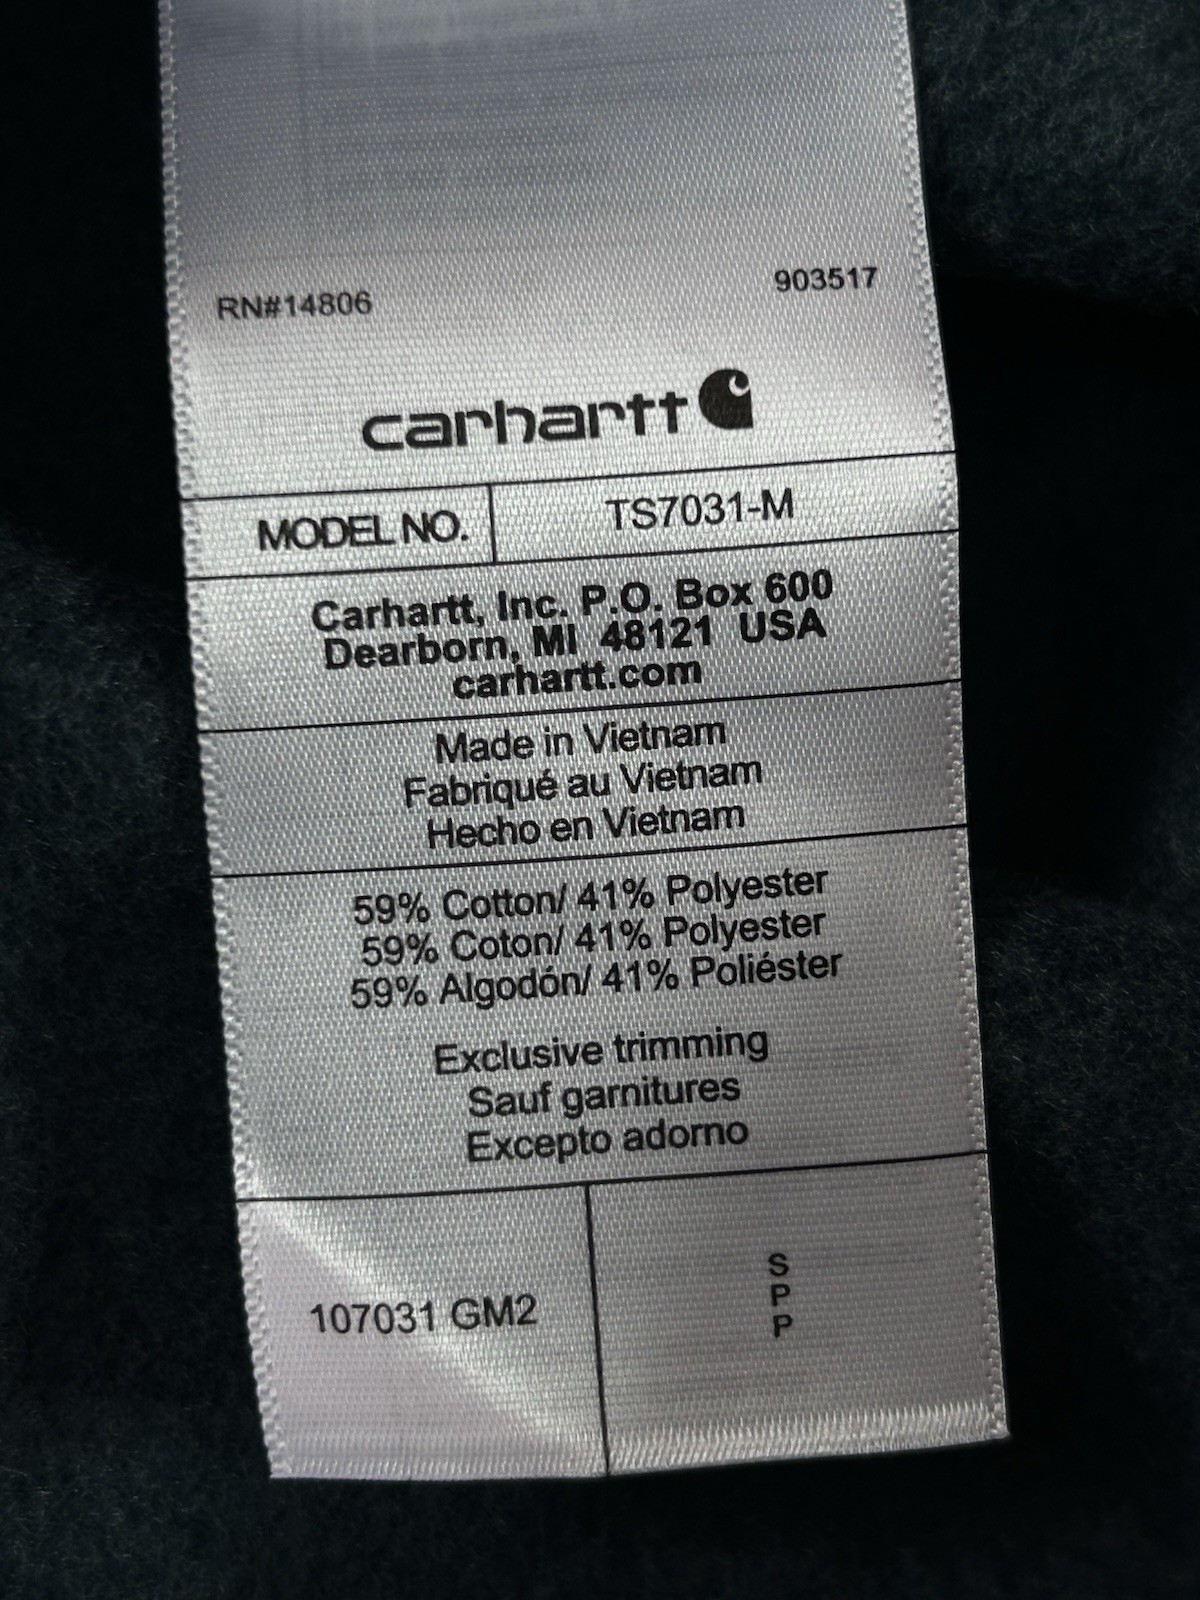 RN#14806
903517
carhartt
MODEL NO.
TS7031-M
Carhartt, Inc. P.O. Box 600
Dearborn, MI 48121 USA
carhartt.com
Made in Vietnam
Fabriqué au Vietnam
Hecho en Vietnam
59% Cotton/ 41% Polyester
59% Coton/ 41% Polyester
59% Algodón/ 41% Poliéster
Exclusive trimming
Sauf garnitures
Excepto adorno
107031 GM2
S
P
P